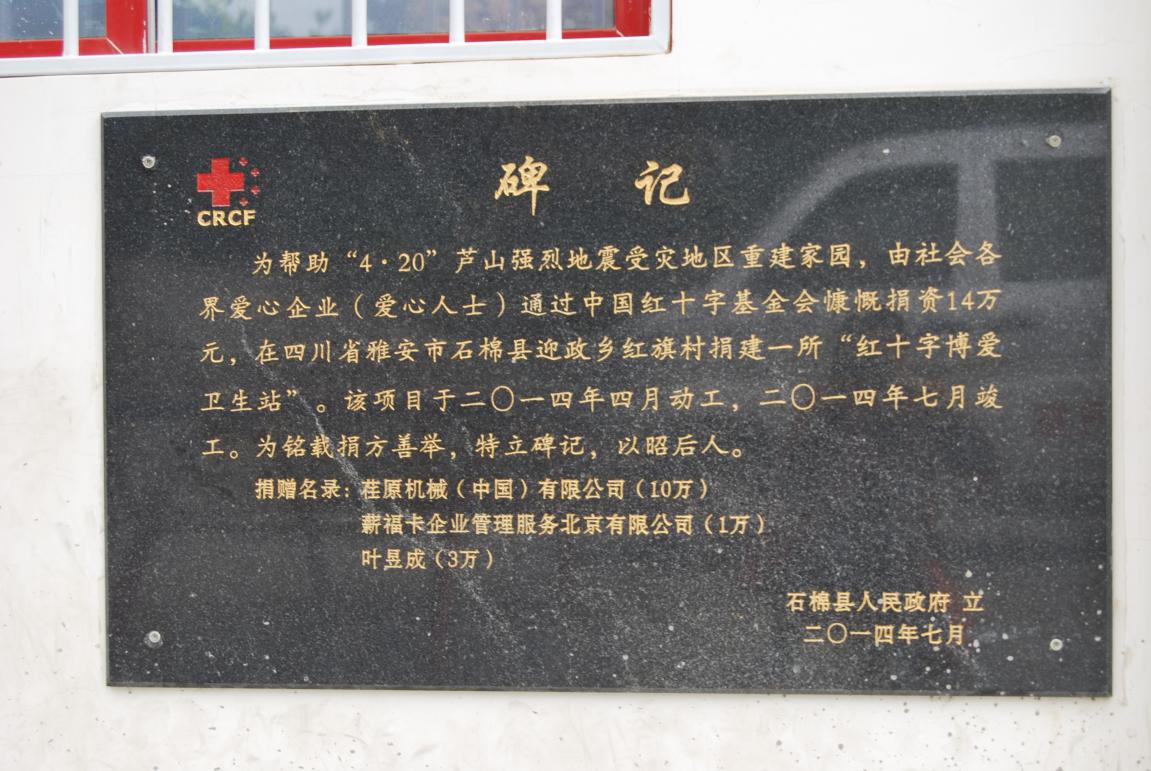 CRCF
碑 记
为帮助“4·20”芦山强烈地震受灾地区重建家园，由社会各
界爱心企业（爱心人士）通过中国红十字基金会慷慨捐资14万
元，在四川省雅安市石棉县迎政乡红旗村捐建一所“红十字博爱
卫生站”。该项目于二〇一四年四月动工，二〇一四年七月竣
工。为铭载捐方善举，特立碑记，以昭后人。
捐赠名录：荏原机械（中国）有限公司（10万）
薪福卡企业管理服务北京有限公司（1万）
叶昱成（3万）
石棉县人民政府 立
二〇一四年七月